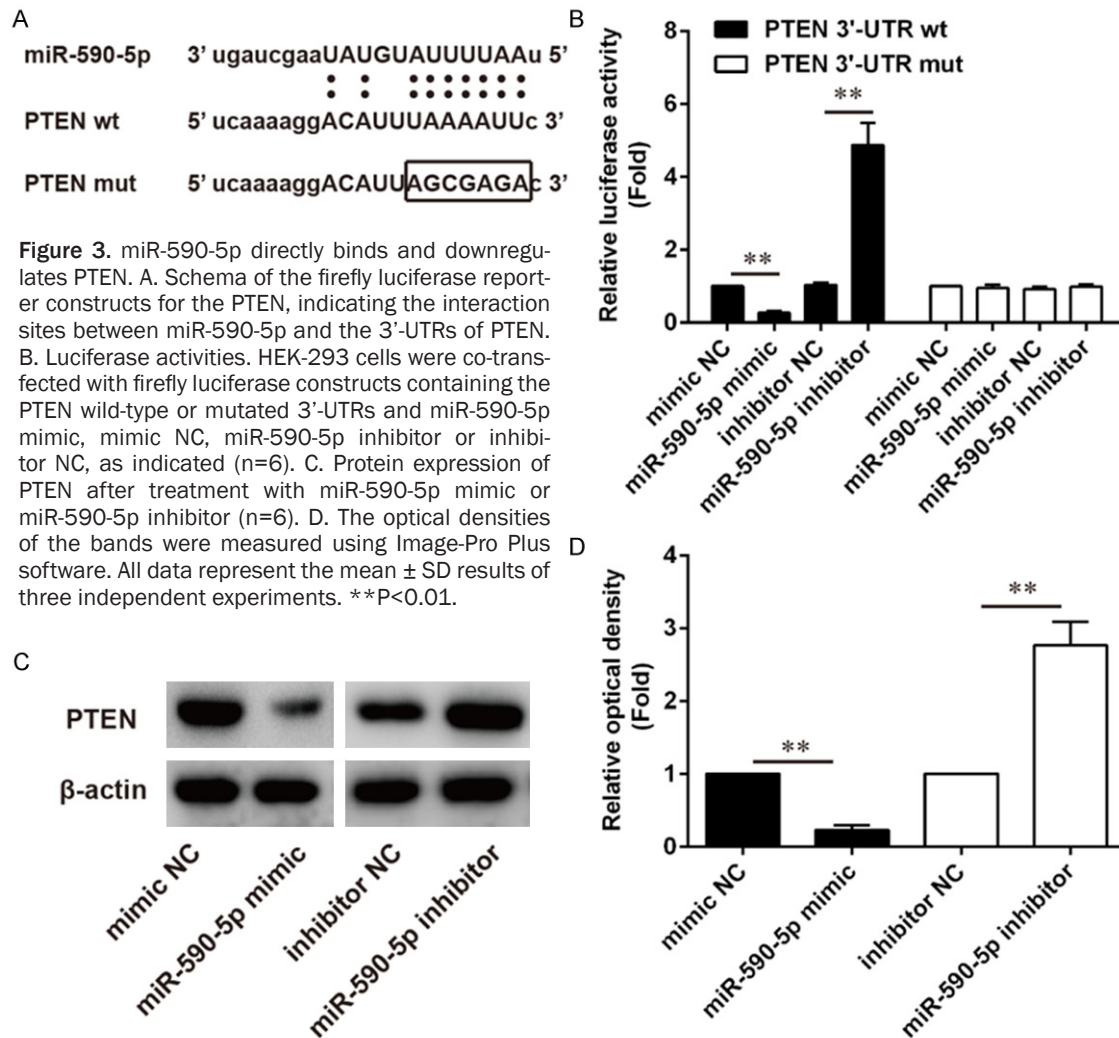 A
miR-590-5p 3' ugaucgaaUAUGUAUUUUAAu 5'
PTEN wt 5' ucaaaaggACAUUUAAAAUUc 3'
PTEN mut 5' ucaaaaggACAUUAGCGAGAc 3'
Figure 3. miR-590-5p directly binds and downregu-
lates PTEN. A. Schema of the firefly luciferase report-
er constructs for the PTEN, indicating the interaction
sites between miR-590-5p and the 3'-UTRs of PTEN.
B. Luciferase activities. HEK-293 cells were co-trans-
fected with firefly luciferase constructs containing the
PTEN wild-type or mutated 3'-UTRs and miR-590-5p
mimic, mimic NC, miR-590-5p inhibitor or inhibi-
tor NC, as indicated (n=6). C. Protein expression of
PTEN after treatment with miR-590-5p mimic or
miR-590-5p inhibitor (n=6). D. The optical densities
of the bands were measured using Image-Pro Plus
software. All data represent the mean ± SD results of
three independent experiments. **P<0.01.
B
PTEN 3'-UTR wt
PTEN 3'-UTR mut
Relative luciferase activity
(Fold)
8
6
4
2
0
**
**
mimic NC
miR-590-5p mimic
inhibitor NC
miR-590-5p inhibitor
mimic NC
miR-590-5p mimic
inhibitor NC
miR-590-5p inhibitor
C
PTEN
β-actin
mimic NC
miR-590-5p mimic
inhibitor NC
miR-590-5p inhibitor
D
Relative optical density
(Fold)
4
3
2
1
0
**
**
mimic NC
miR-590-5p mimic
inhibitor NC
miR-590-5p inhibitor